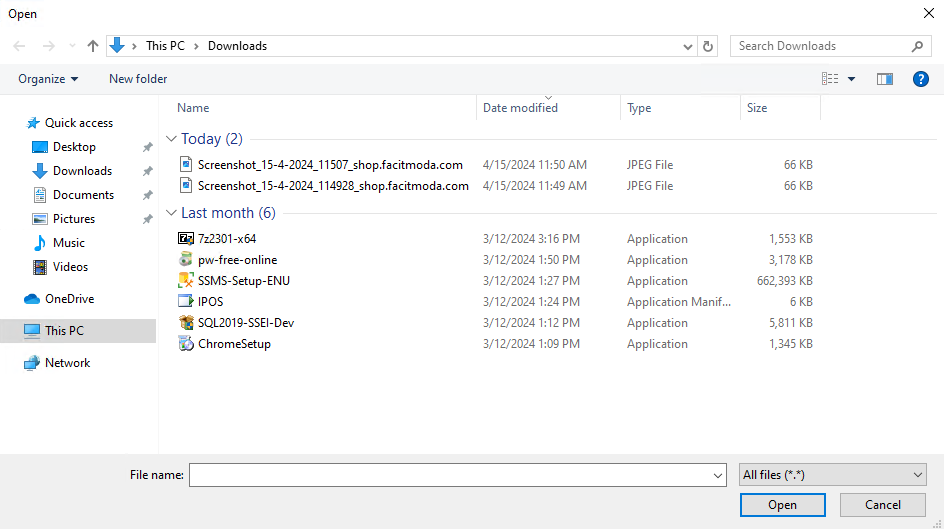 Open
This PC > Downloads
Search Downloads
Organize
New folder
Name
Date modified
Type
Size
Quick access
Desktop
Downloads
Documents
Pictures
Music
Videos
OneDrive
This PC
Network
Today (2)
Screenshot_15-4-2024_11507_shop.facitmoda.com 4/15/2024 11:50 AM JPEG File 66 KB
Screenshot_15-4-2024_114928_shop.facitmoda.com 4/15/2024 11:49 AM JPEG File 66 KB
Last month (6)
7z2301-x64 3/12/2024 3:16 PM Application 1,553 KB
pw-free-online 3/12/2024 1:50 PM Application 3,178 KB
SSMS-Setup-ENU 3/12/2024 1:27 PM Application 662,393 KB
IPOS 3/12/2024 1:24 PM Application Manif... 6 KB
SQL2019-SSEI-Dev 3/12/2024 1:12 PM Application 5,811 KB
ChromeSetup 3/12/2024 1:09 PM Application 1,345 KB
File name:
All files (*.*)
Open
Cancel